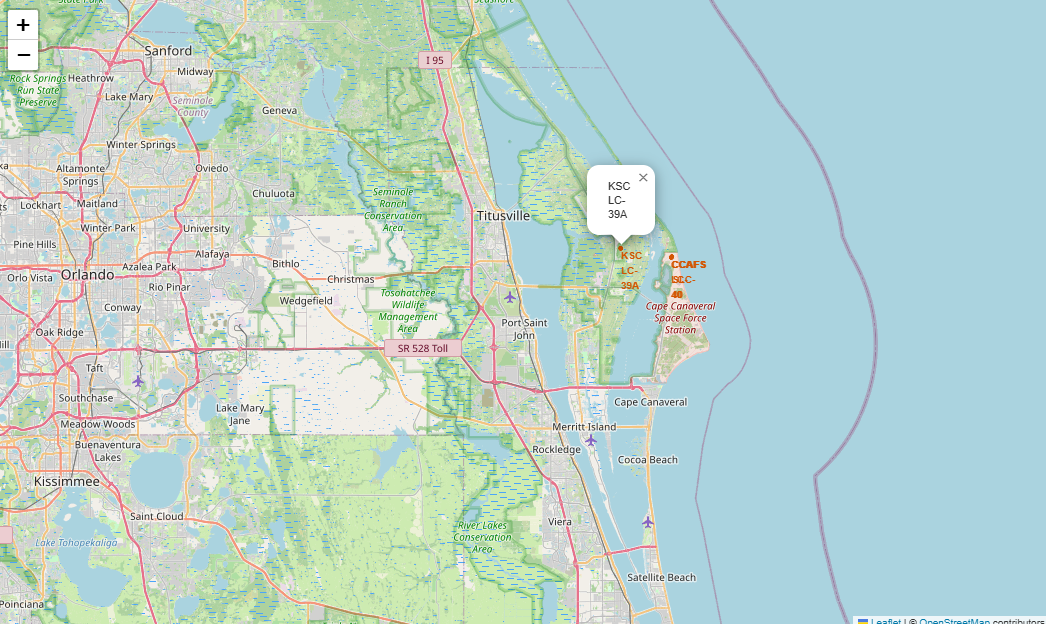 State Park
Seashore
+
−
Sanford
I 95
Midway
Rock Springs
Run State
Preserve
Heathrow
Lake Mary
Seminole
County
Geneva
Winter Springs
Altamonte
Springs
Oviedo
KSC
LC-
39A
×
Chuluota
Seminole
Ranch
Conservation
Area
Lockhart
Maitland
Titusville
Winter Park
University
Pine Hills
Alafaya
KSC
LC-
39A
CCAFS
40
Azalea Park
Bithlo
Orlando
Orlo Vista
Christmas
Rio Pinar
Wedgefield
Tosohatchee
Wildlife
Management
Area
Cape Canaveral
Space Force
Station
Conway
Port Saint
John
Oak Ridge
SR 528 Toll
Taft
Southchase
Lake Mary
Jane
Cape Canaveral
Meadow Woods
Merritt Island
Buenaventura
Lakes
Rockledge
Cocoa Beach
Kissimmee
Saint Cloud
Viera
River Lakes
Conservation
Area
Lake Tohopekaliga
Satellite Beach
Poinciana
Leaflet | © OpenStreetMap contributors